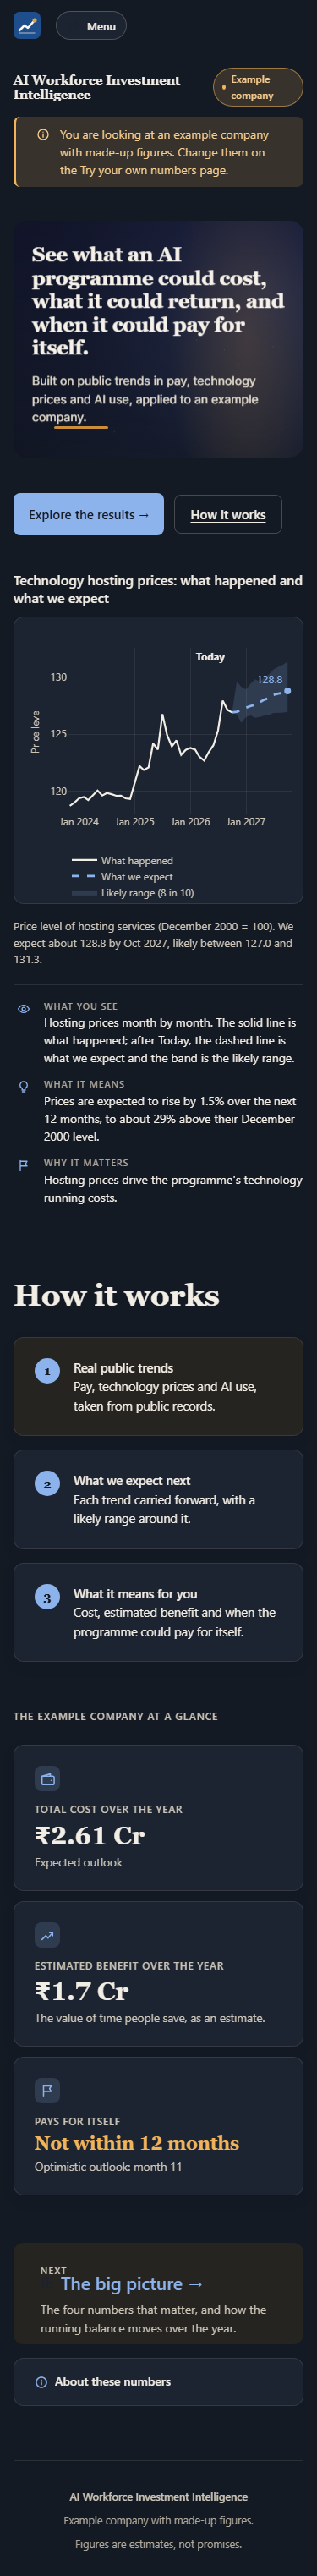 Menu
AI Workforce Investment
Intelligence
Example
company
You are looking at an example company
with made-up figures. Change them on
the Try your own numbers page.
See what an AI
programme could cost,
what it could return, and
when it could pay for
itself.
Built on public trends in pay, technology
prices and AI use, applied to an example
company.
Explore the results →
How it works
Technology hosting prices: what happened and
what we expect
Today
128.8
130
125
120
Price level
Jan 2024
Jan 2025
Jan 2026
Jan 2027
What happened
What we expect
Likely range (8 in 10)
Price level of hosting services (December 2000 = 100). We
expect about 128.8 by Oct 2027, likely between 127.0 and
131.3.
WHAT YOU SEE
Hosting prices month by month. The solid line is
what happened; after Today, the dashed line is
what we expect and the band is the likely range.
WHAT IT MEANS
Prices are expected to rise by 1.5% over the next
12 months, to about 29% above their December
2000 level.
WHY IT MATTERS
Hosting prices drive the programme's technology
running costs.
How it works
1
Real public trends
Pay, technology prices and AI use,
taken from public records.
2
What we expect next
Each trend carried forward, with a
likely range around it.
3
What it means for you
Cost, estimated benefit and when the
programme could pay for itself.
THE EXAMPLE COMPANY AT A GLANCE
TOTAL COST OVER THE YEAR
₹2.61 Cr
Expected outlook
ESTIMATED BENEFIT OVER THE YEAR
₹1.7 Cr
The value of time people save, as an estimate.
PAYS FOR ITSELF
Not within 12 months
Optimistic outlook: month 11
NEXT
The big picture →
The four numbers that matter, and how the
running balance moves over the year.
About these numbers
AI Workforce Investment Intelligence
Example company with made-up figures.
Figures are estimates, not promises.